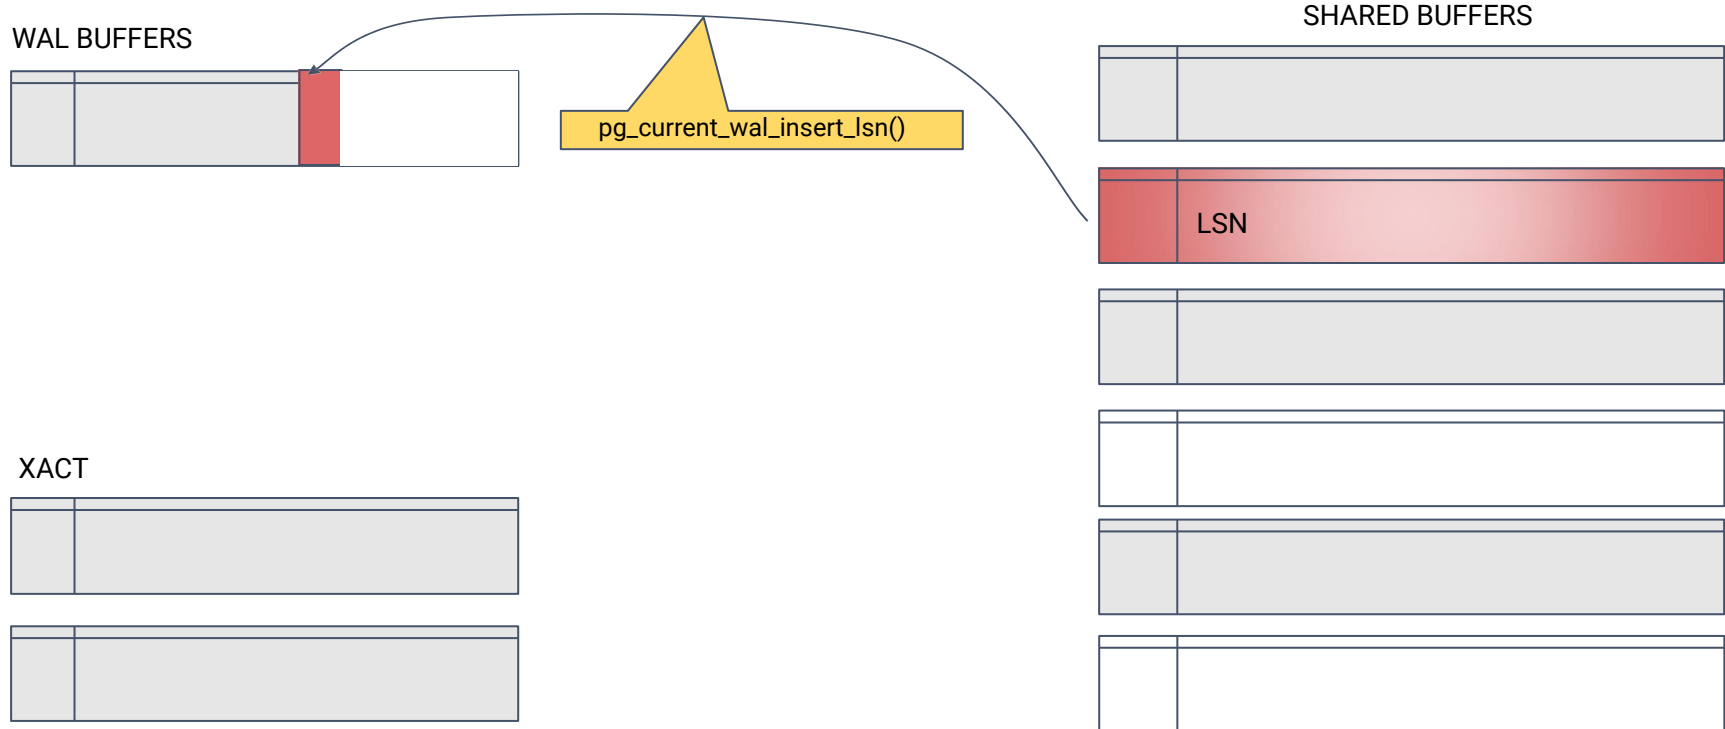 SHARED BUFFERS
WAL BUFFERS
pg_current_wal_insert_lsn()
LSN
XACT